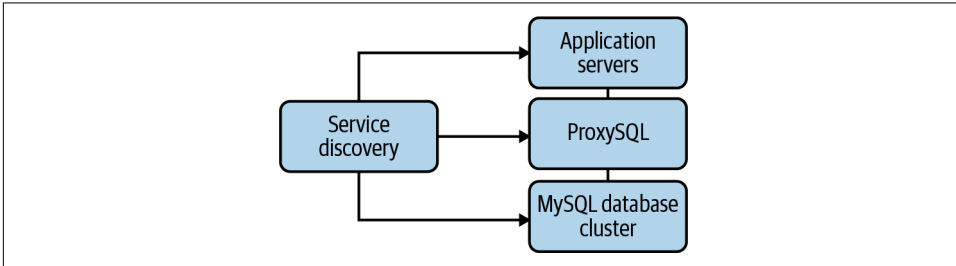 Application
servers
Service
discovery
ProxySQL
MySQL database
cluster